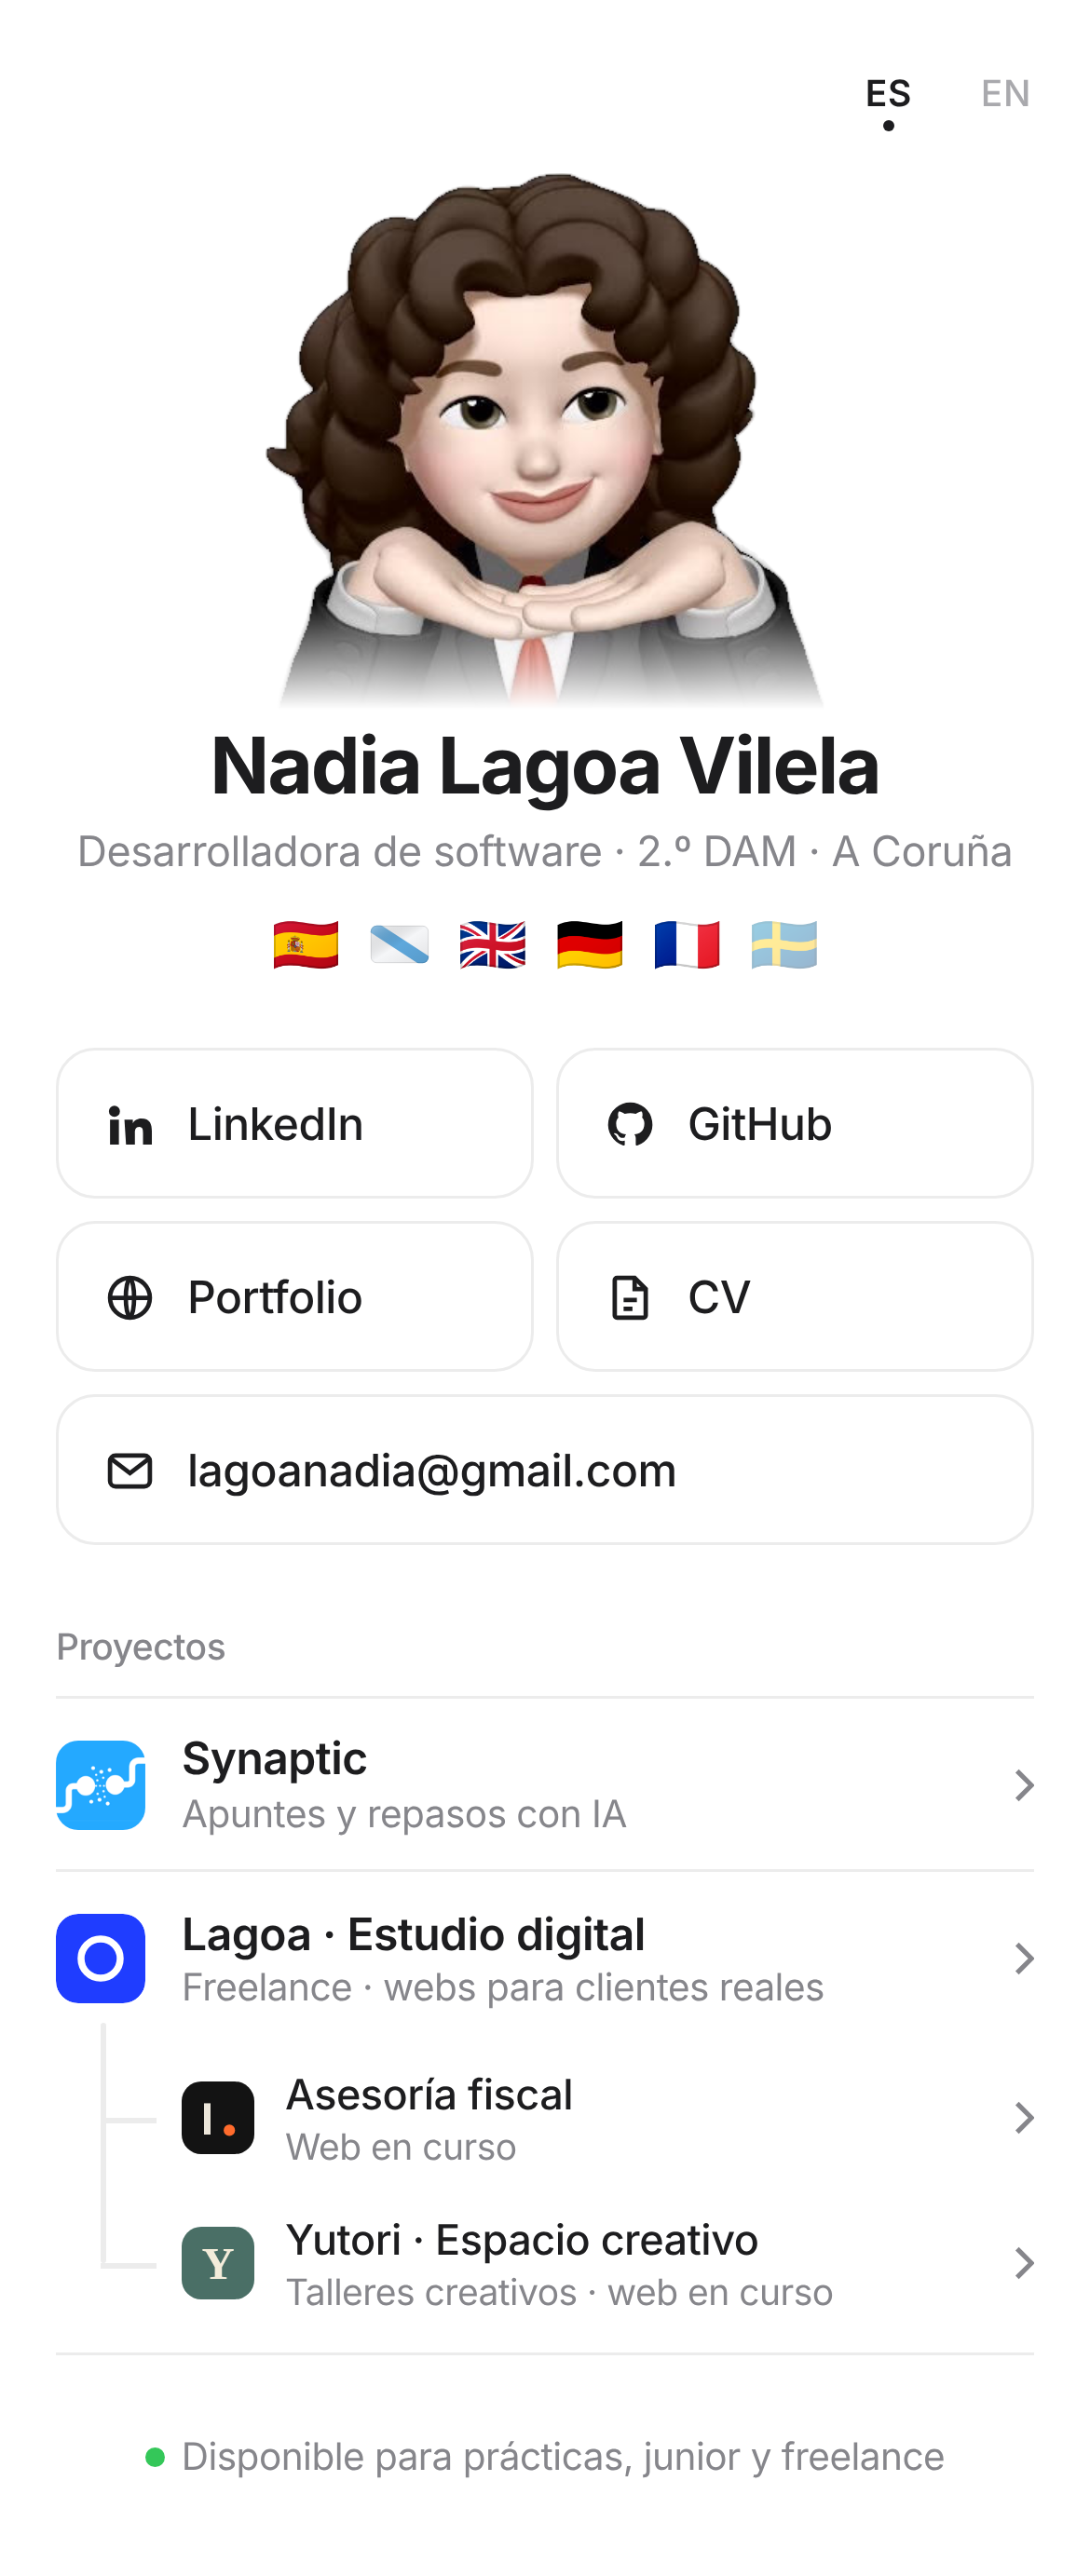 ES EN
Nadia Lagoa Vilela
Desarrolladora de software · 2.º DAM · A Coruña
in LinkedIn
GitHub
Portfolio
CV
lagoanadia@gmail.com
Proyectos
Synaptic
Apuntes y repasos con IA
Lagoa · Estudio digital
Freelance · webs para clientes reales
I.
Asesoría fiscal
Web en curso
Y
Yutori · Espacio creativo
Talleres creativos · web en curso
Disponible para prácticas, junior y freelance